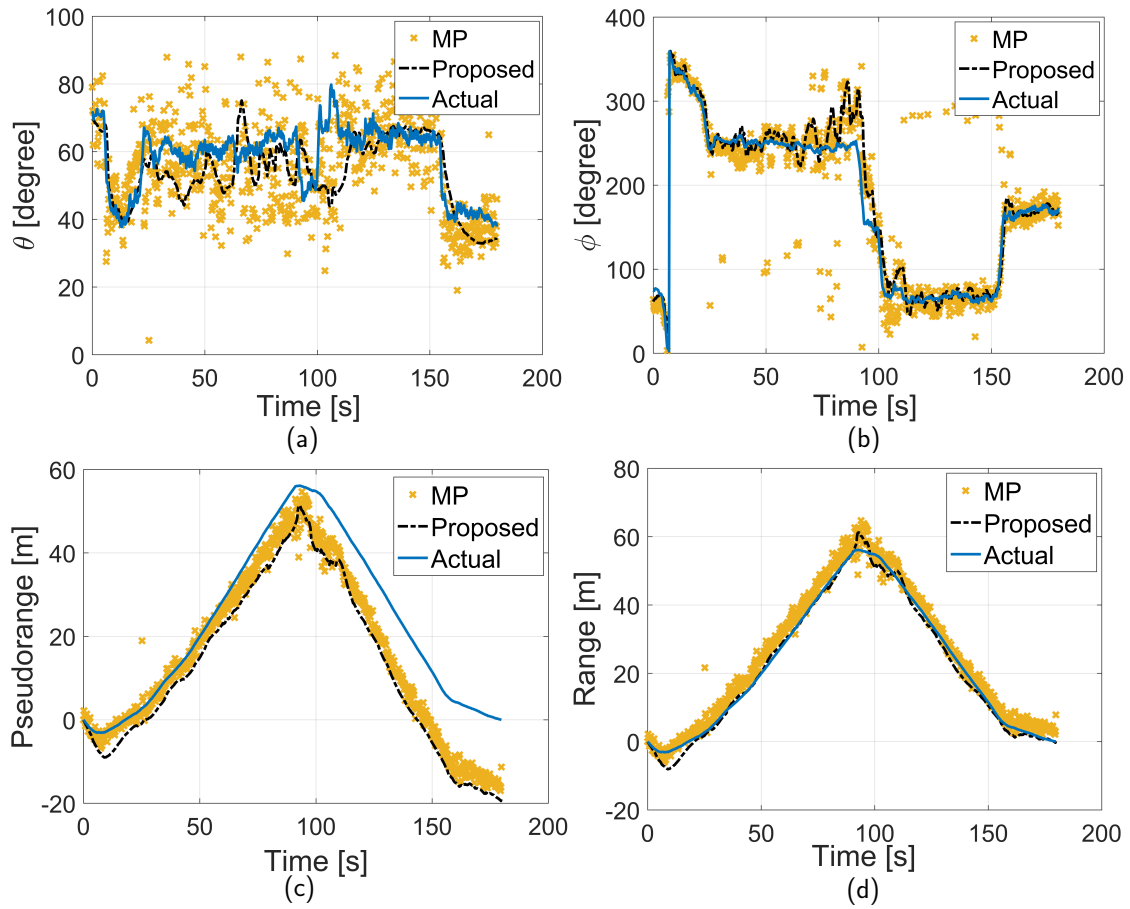 100
80
60
40
20
0
θ [degree]
MP
Proposed
Actual
0
50
100
150
200
Time [s]
(a)
400
300
200
100
0
ϕ [degree]
MP
Proposed
Actual
0
50
100
150
200
Time [s]
(b)
60
40
20
0
-20
Pseudorange [m]
MP
Proposed
Actual
0
50
100
150
200
Time [s]
(c)
80
60
40
20
0
-20
Range [m]
MP
Proposed
Actual
0
50
100
150
200
Time [s]
(d)